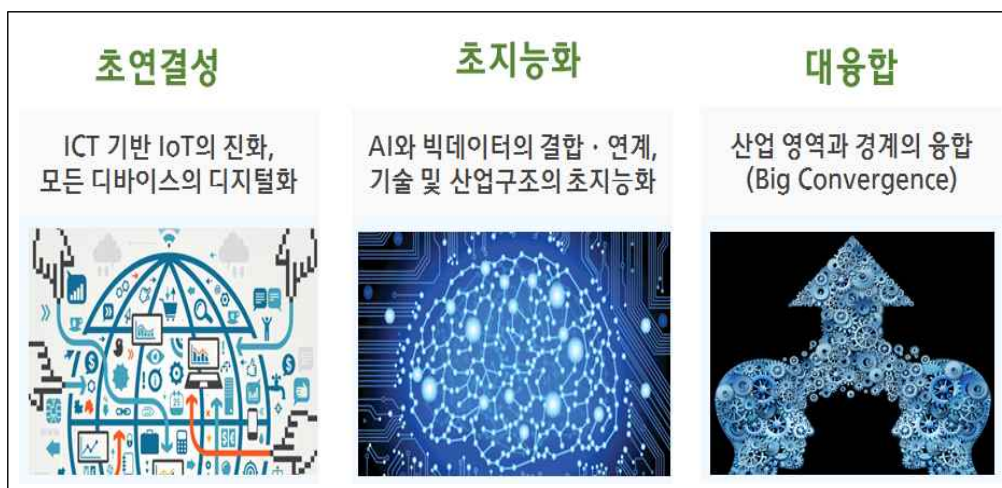 초연결성
ICT 기반 IoT의 진화,
모든 디바이스의 디지털화
초지능화
AI와 빅데이터의 결합 · 연계,
기술 및 산업구조의 초지능화
대융합
산업 영역과 경계의 융합
(Big Convergence)
25